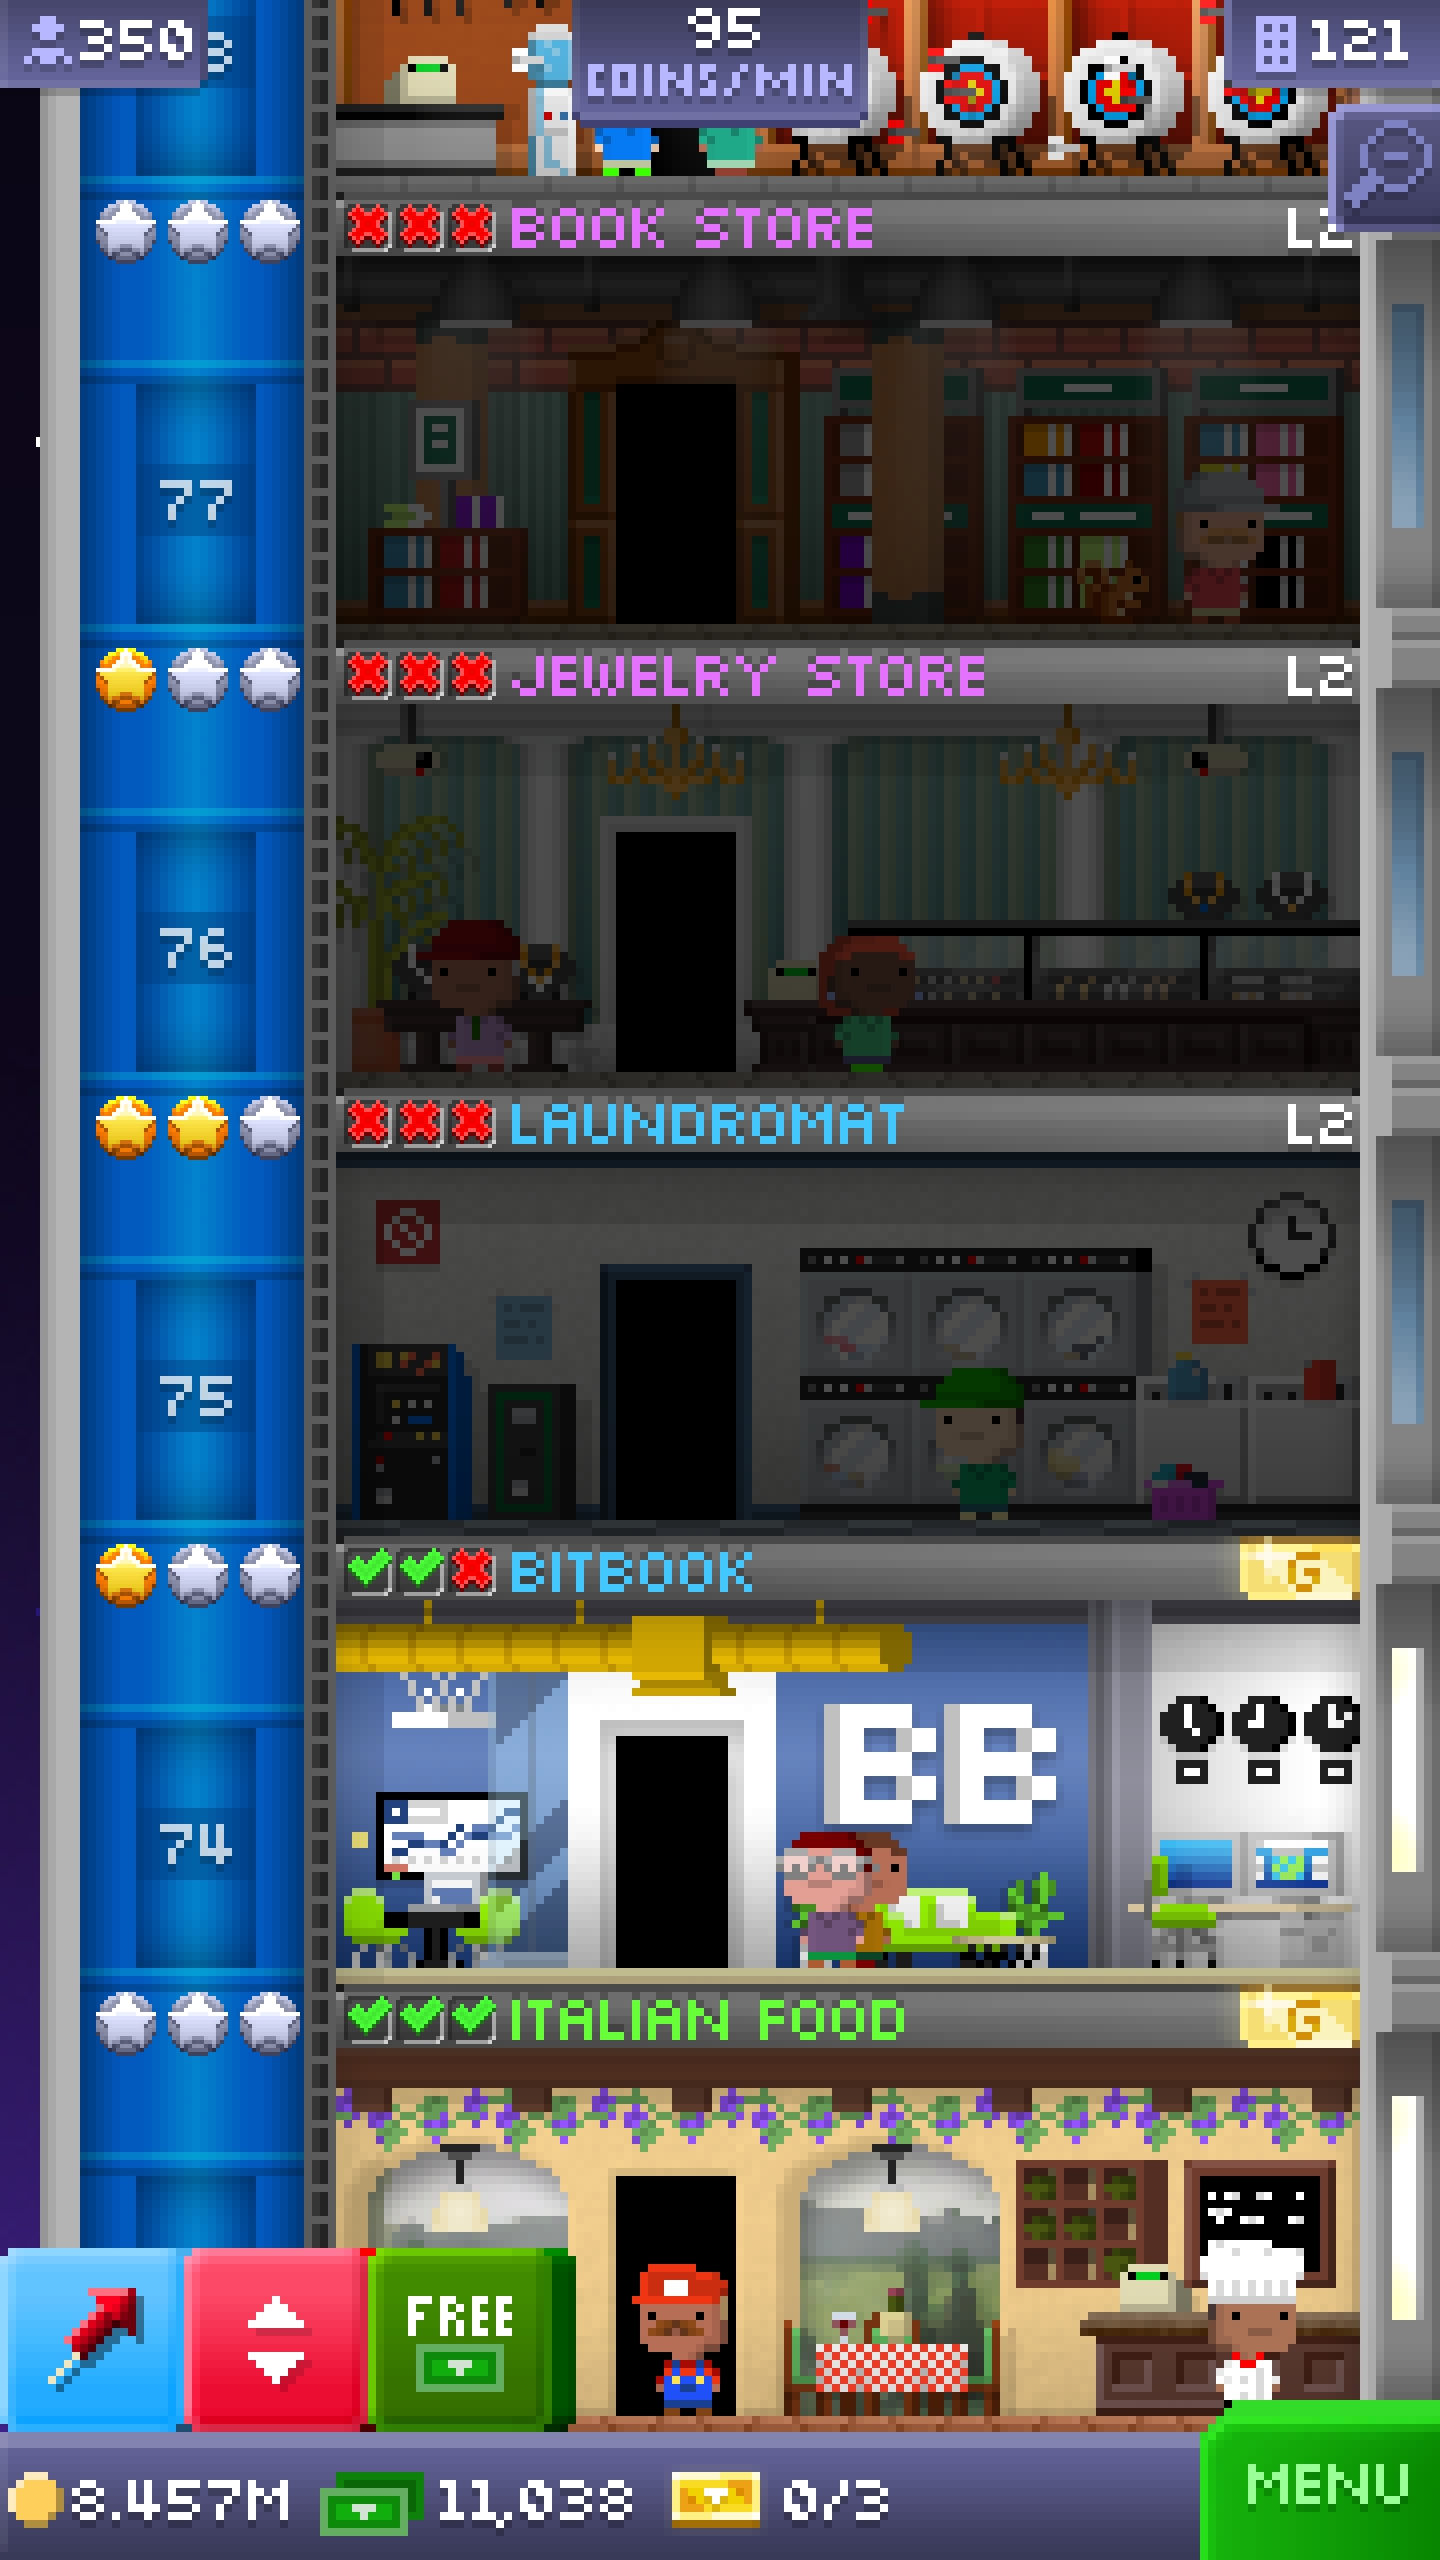 350
95
COINS/MIN
121
BOOK STORE
L2
77
JEWELRY STORE
L2
76
LAUNDROMAT
L2
75
BITBOOK
G
BB
74
ITALIAN FOOD
G
FREE
8.457M
11,038
0/3
MENU